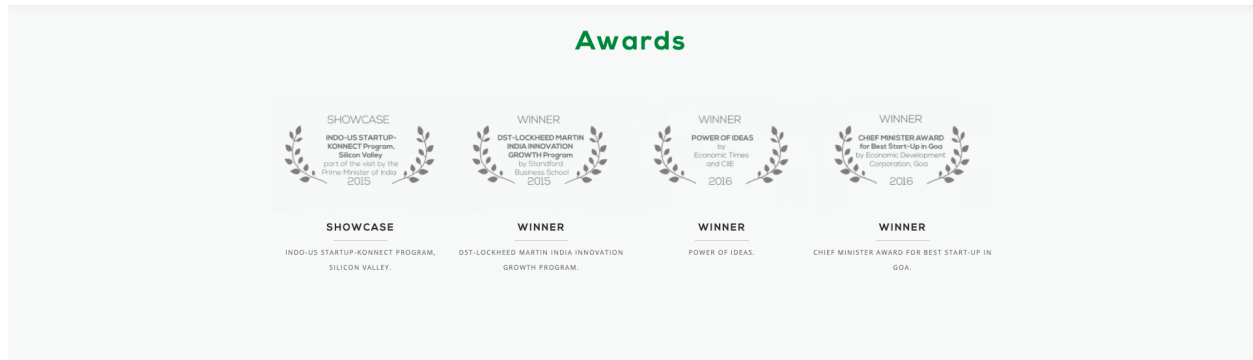 Awards
SHOWCASE
INDO-US STARTUP-
KONNECT Program,
Silicon Valley
part of the visit by the
Prime Minister of India
2015
WINNER
DST-LOCKHEED MARTIN
INDIA INNOVATION
GROWTH Program
by Standford
Business School
2015
WINNER
POWER OF IDEAS
by
Economic Times
and CIIE
2016
WINNER
CHIEF MINISTER AWARD
for Best Start-Up in Goa
by Economic Development
Corporation, Goa
2016
SHOWCASE
INDO-US STARTUP-KONNECT PROGRAM,
SILICON VALLEY.
WINNER
DST-LOCKHEED MARTIN INDIA INNOVATION
GROWTH PROGRAM.
WINNER
POWER OF IDEAS.
WINNER
CHIEF MINISTER AWARD FOR BEST START-UP IN
GOA.